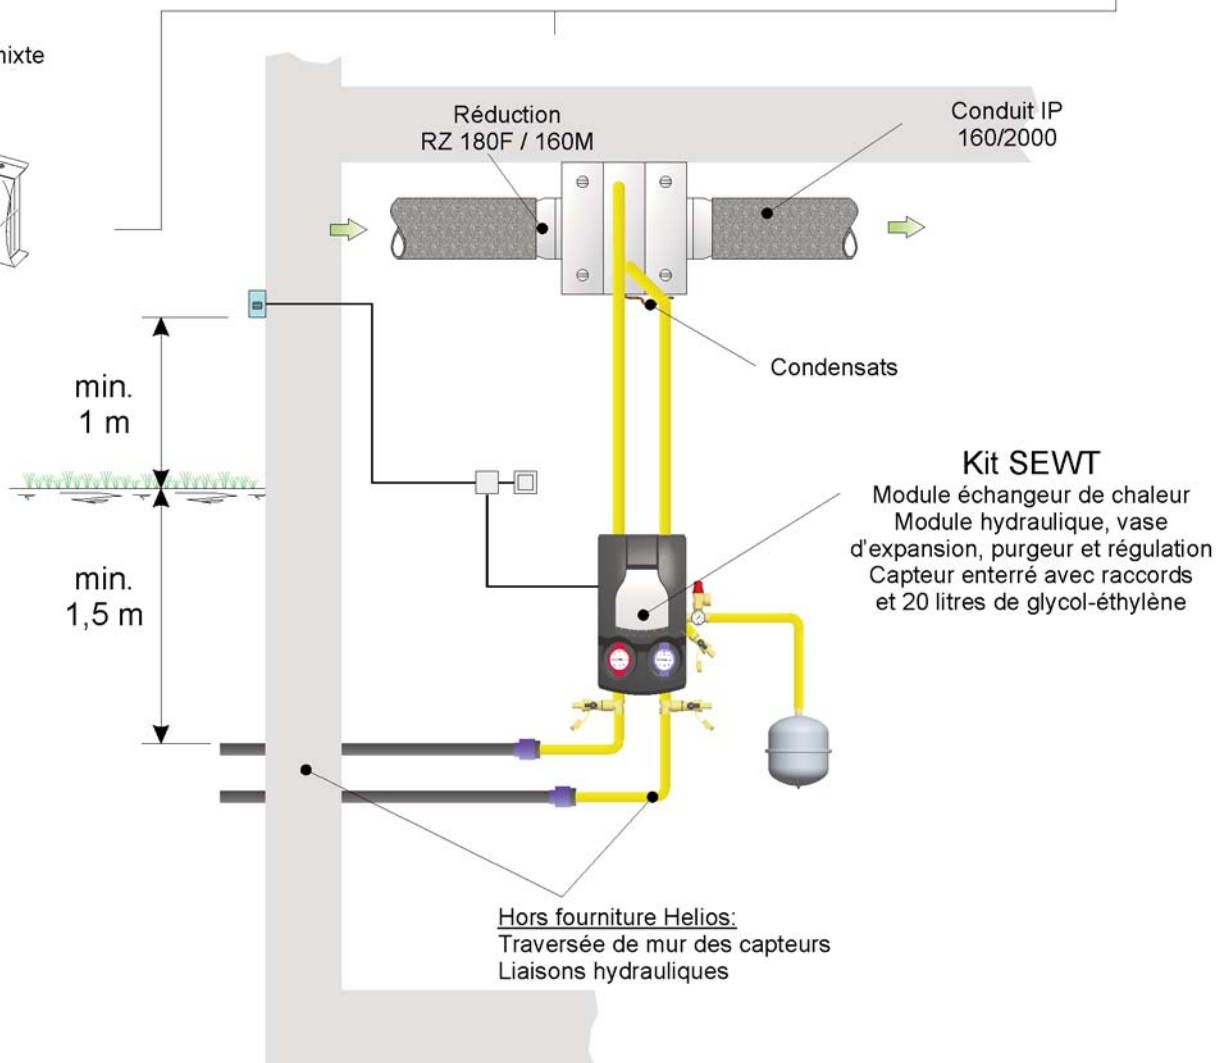 Réduction
RZ 180F / 160M
Conduit IP
160/2000
min.
1 m
Condensats
Kit SEWT
Module échangeur de chaleur
Module hydraulique, vase
d'expansion, purgeur et régulation
Capteur enterré avec raccords
et 20 litres de glycol-éthylène
min.
1,5 m
Hors fourniture Helios:
Traversée de mur des capteurs
Liaisons hydrauliques